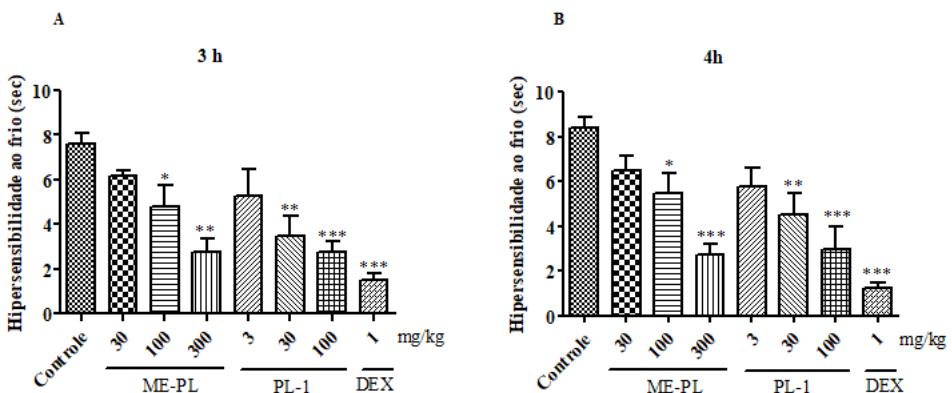 A
3 h
Hipersensibilidade ao frio (sec)
10
8
6
4
2
0
*
**
**
***
***
Controle 30 100 300 3 30 100 1 mg/kg
ME-PL PL-1 DEX
B
4h
Hipersensibilidade ao frio (sec)
10
8
6
4
2
0
*
***
**
***
***
Controle 30 100 300 3 30 100 1 mg/kg
ME-PL PL-1 DEX